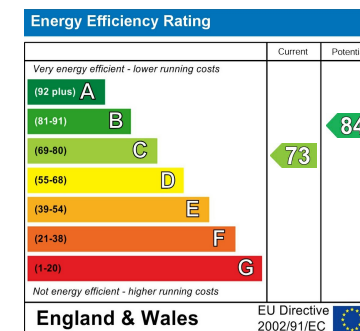 Energy Efficiency Rating
Current
Very energy efficient - lower running costs
(92 plus) A
(81-91) B
84
(69-80) C
73
(55-68) D
(39-54) E
(21-38) F
(1-20) G
Not energy efficient - higher running costs
England & Wales
EU Directive
2002/91/EC